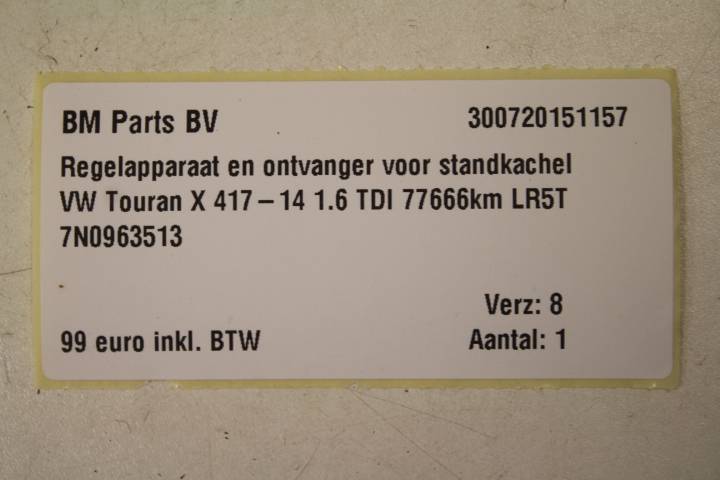 BM Parts BV 300720151157
Regelapparaat en ontvanger voor standkachel
VW Touran X 417-14 1.6 TDI 77666km LR5T
7N0963513
Verz: 8
99 euro inkl. BTW Aantal: 1